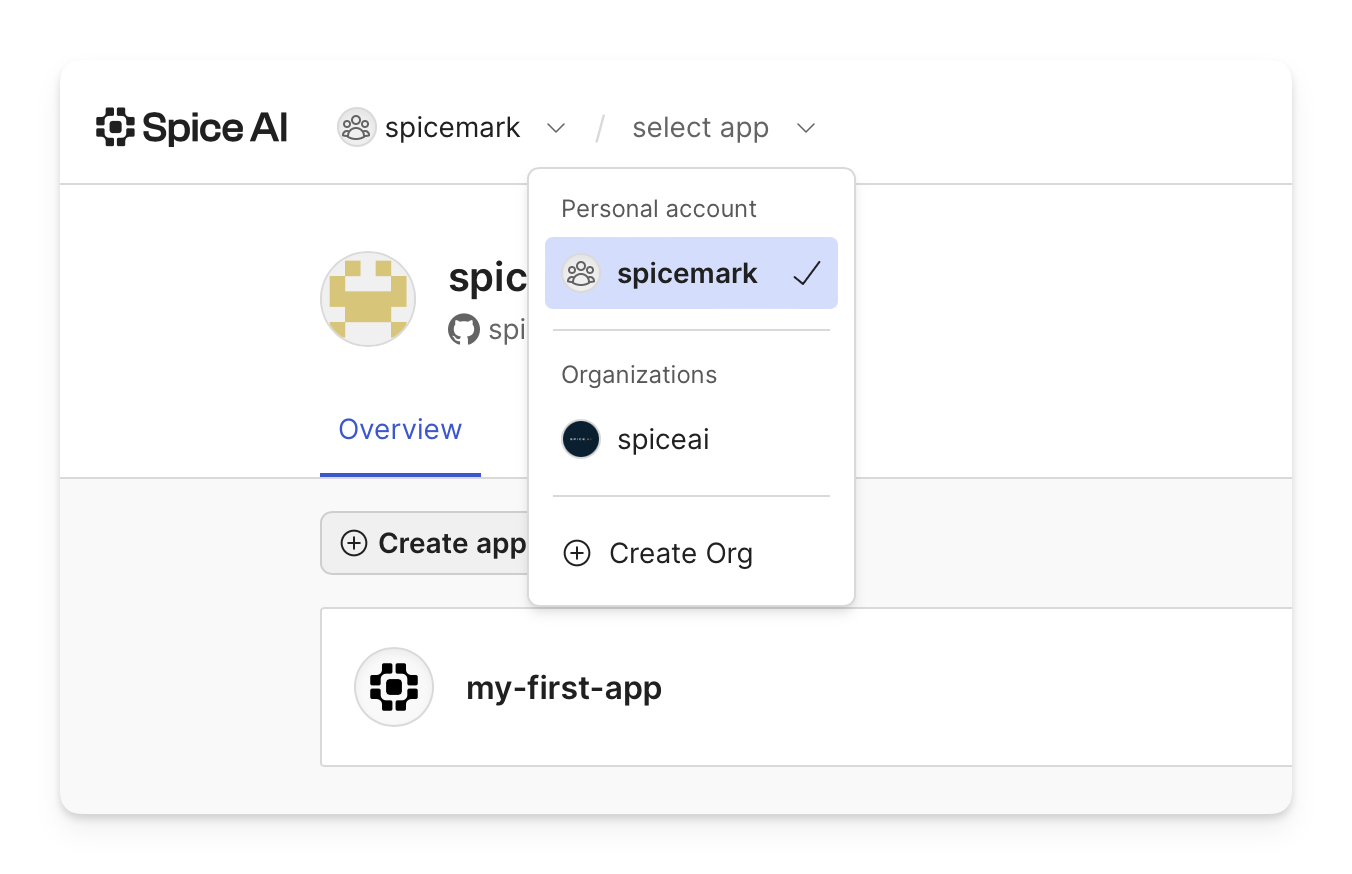 Spice AI spicemark / select app
Personal account
spicemark
spic
spi
Organizations
spiceai
Overview
Create Org
Create app
my-first-app